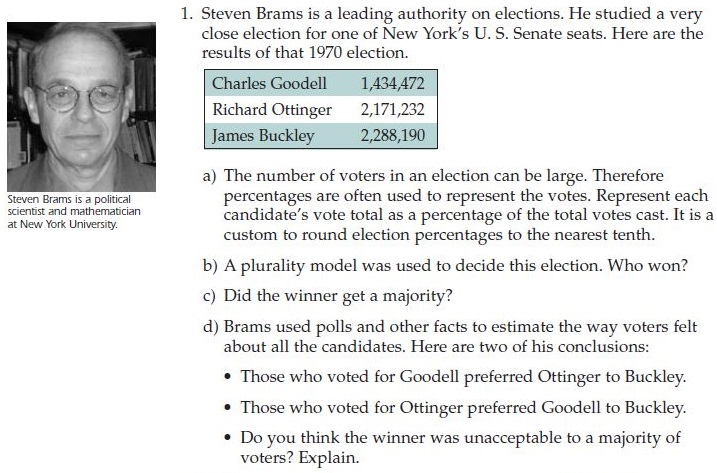 1. Steven Brams is a leading authority on elections. He studied a very
close election for one of New York's U. S. Senate seats. Here are the
results of that 1970 election.
Charles Goodell 1,434,472
Richard Ottinger 2,171,232
James Buckley 2,288,190
Steven Brams is a political
scientist and mathematician
at New York University.
a) The number of voters in an election can be large. Therefore
percentages are often used to represent the votes. Represent each
candidate's vote total as a percentage of the total votes cast. It is a
custom to round election percentages to the nearest tenth.
b) A plurality model was used to decide this election. Who won?
c) Did the winner get a majority?
d) Brams used polls and other facts to estimate the way voters felt
about all the candidates. Here are two of his conclusions:
• Those who voted for Goodell preferred Ottinger to Buckley.
• Those who voted for Ottinger preferred Goodell to Buckley.
• Do you think the winner was unacceptable to a majority of
voters? Explain.